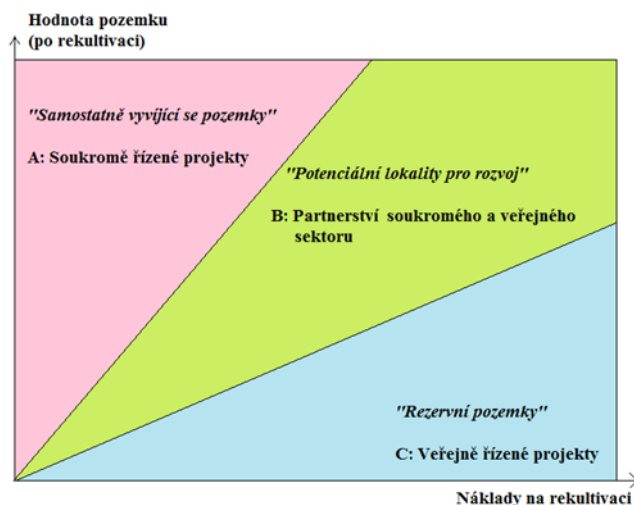 Hodnota pozemku
(po rekultivaci)
"Samostatně vyvíjící se pozemky"
A: Soukromě řízené projekty
"Potenciální lokality pro rozvoj"
B: Partnerství soukromého a veřejného
sektoru
"Rezervní pozemky"
C: Veřejně řízené projekty
Náklady na rekultivaci